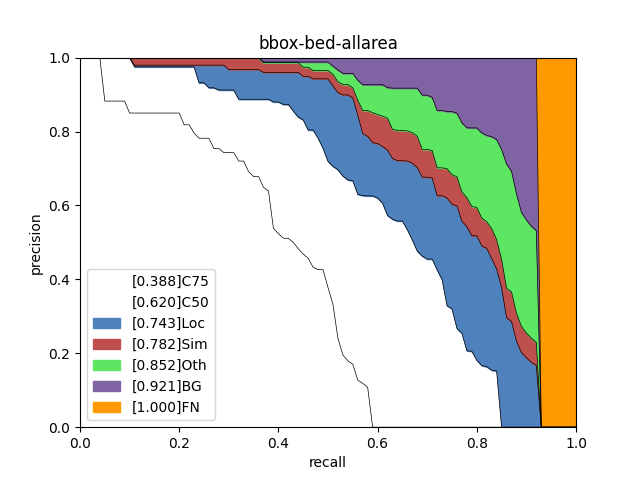 bbox-bed-allarea
precision
1.0
0.8
0.6
0.4
0.2
0.0
[0.388]C75
[0.620]C50
[0.743]Loc
[0.782]Sim
[0.852]Oth
[0.921]BG
[1.000]FN
0.0 0.2 0.4 0.6 0.8 1.0
recall